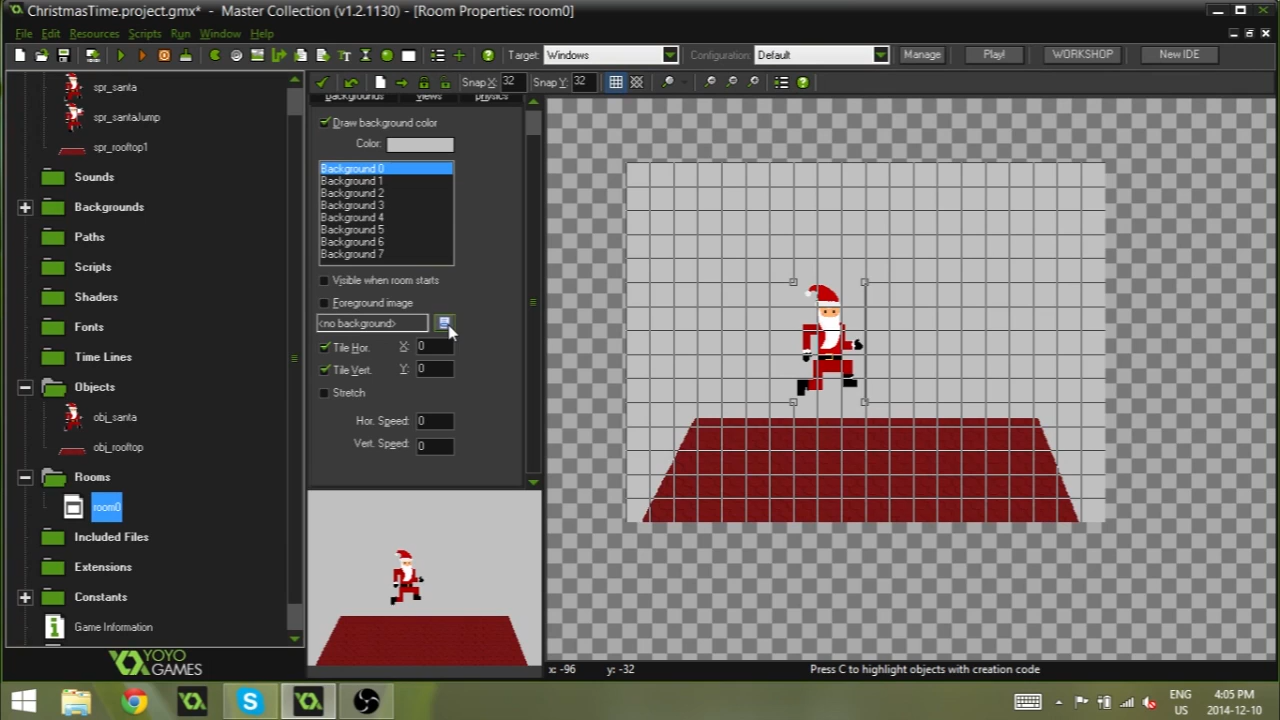 ChristmasTime.project.gmx* - Master Collection (v1.2.1130) - [Room Properties: room0]
File Edit Resources Scripts Run Window Help
Target: Windows Configuration: Default Manage Play! WORKSHOP New IDE
Snap X: 32 Snap Y: 32
spr_santa
spr_santaJump
spr_rooftop1
Sounds
Backgrounds
Paths
Scripts
Shaders
Fonts
Time Lines
Objects
obj_santa
obj_rooftop
Rooms
room0
Included Files
Extensions
Constants
Game Information
YOYO
GAMES
Backgrounds Views physics
Draw background color
Color:
Background 0
Background 1
Background 2
Background 3
Background 4
Background 5
Background 6
Background 7
Visible when room starts
Foreground image
<no background>
Tile Hor. X: 0
Tile Vert. Y: 0
Stretch
Hor. Speed: 0
Vert. Speed: 0
x: -96 y: -32 Press C to highlight objects with creation code
ENG
US
4:05 PM
2014-12-10